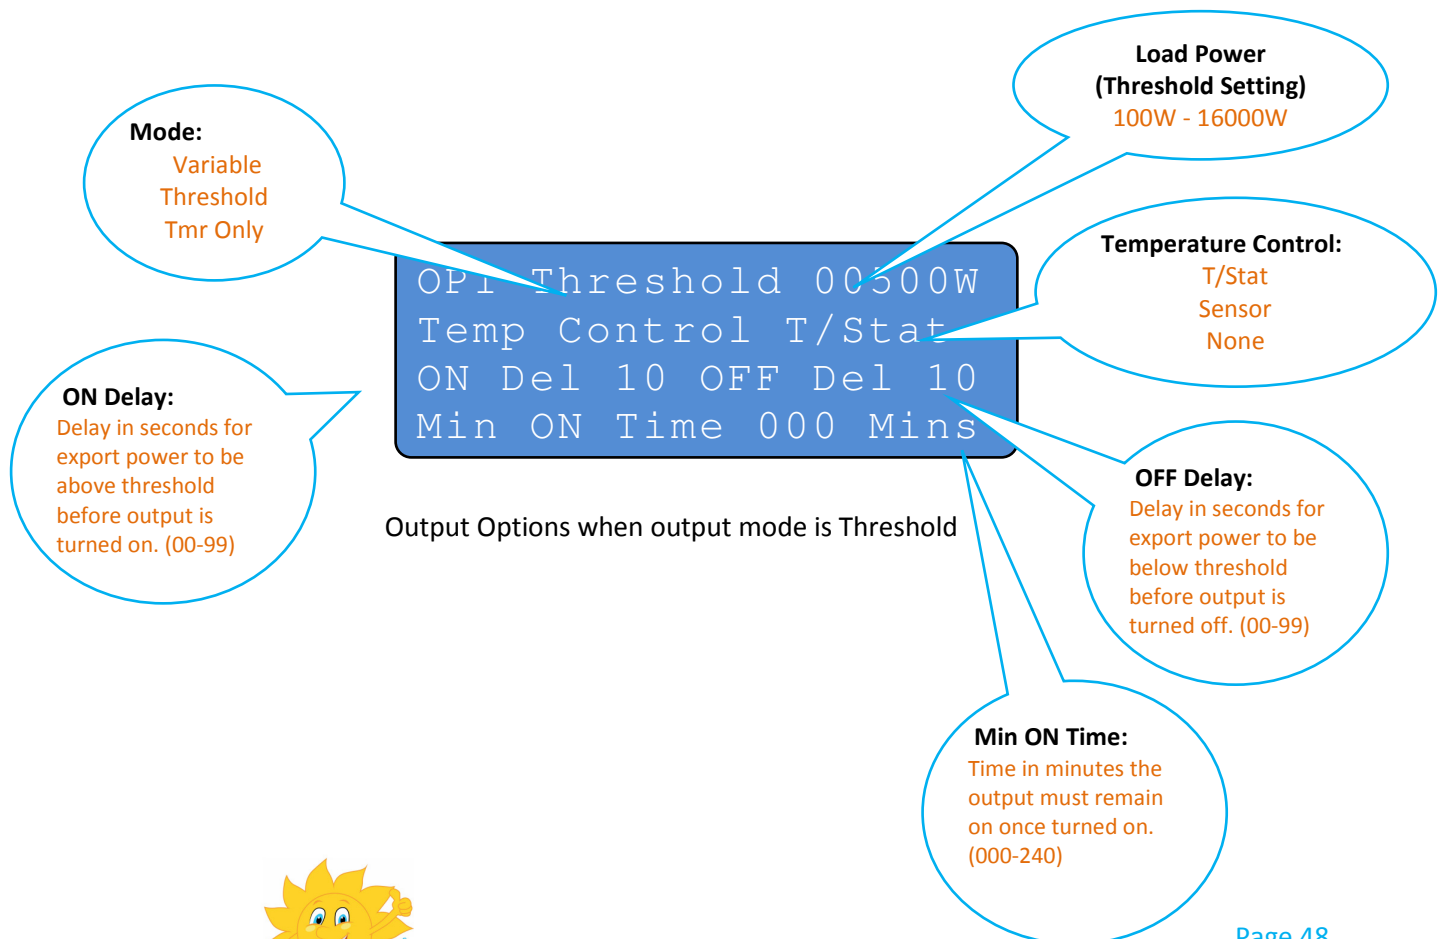 Load Power
(Threshold Setting)
100W - 16000W
Mode:
Variable
Threshold
Tmr Only
Temperature Control:
T/Stat
Sensor
None
OP1 Threshold 00500W
Temp Control T/Stat
ON Del 10 OFF Del 10
Min ON Time 000 Mins
ON Delay:
Delay in seconds for
export power to be
above threshold
before output is
turned on. (00-99)
OFF Delay:
Delay in seconds for
export power to be
below threshold
before output is
turned off. (00-99)
Output Options when output mode is Threshold
Min ON Time:
Time in minutes the
output must remain
on once turned on.
(000-240)
Page 48